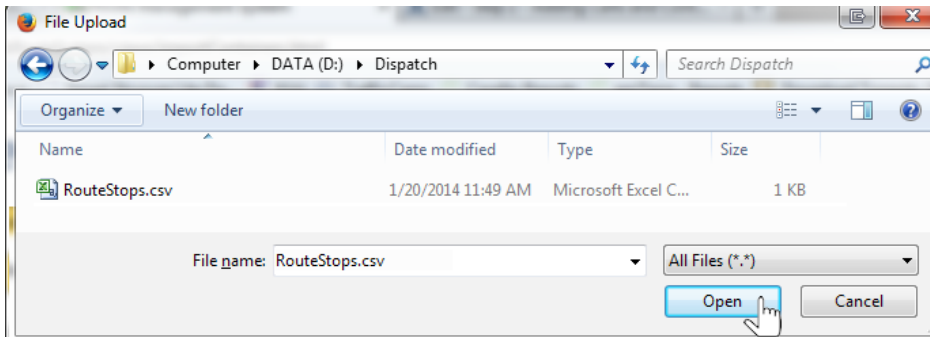 File Upload
Computer DATA (D:) Dispatch Search Dispatch
Organize New folder
Name Date modified Type Size
RouteStops.csv 1/20/2014 11:49 AM Microsoft Excel C... 1 KB
File name: RouteStops.csv All Files (*.*)
Open Cancel